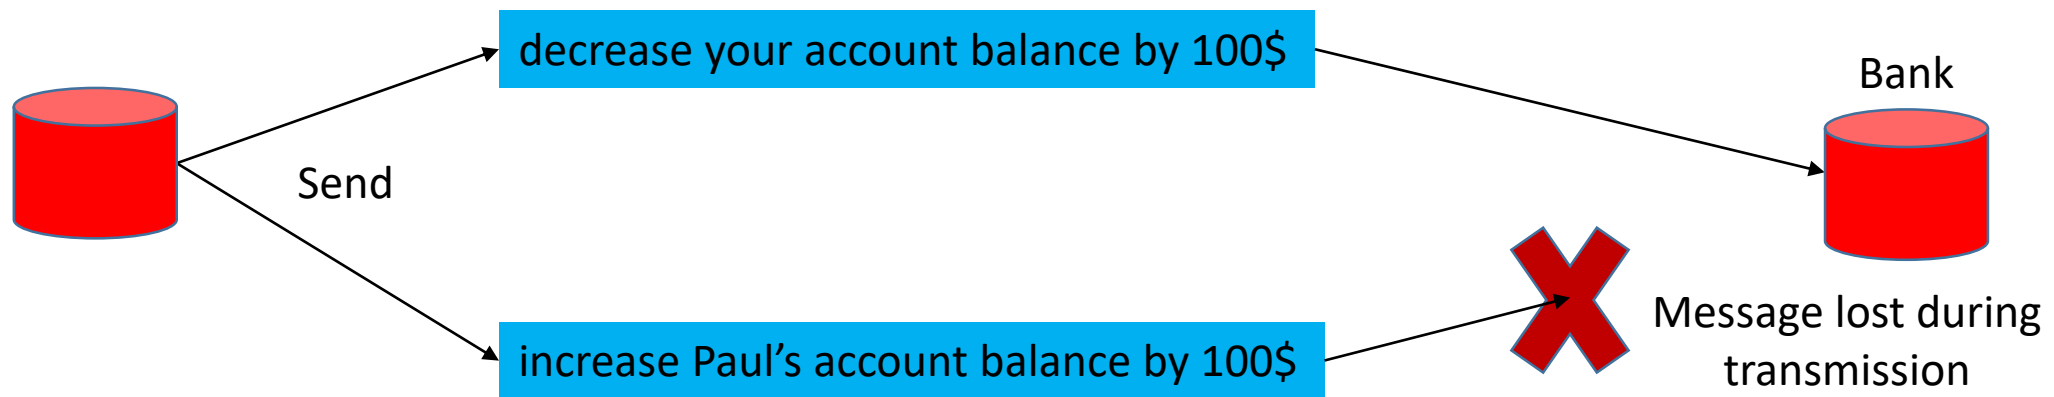 decrease your account balance by 100$
Bank
Send
increase Paul’s account balance by 100$
Message lost during
transmission